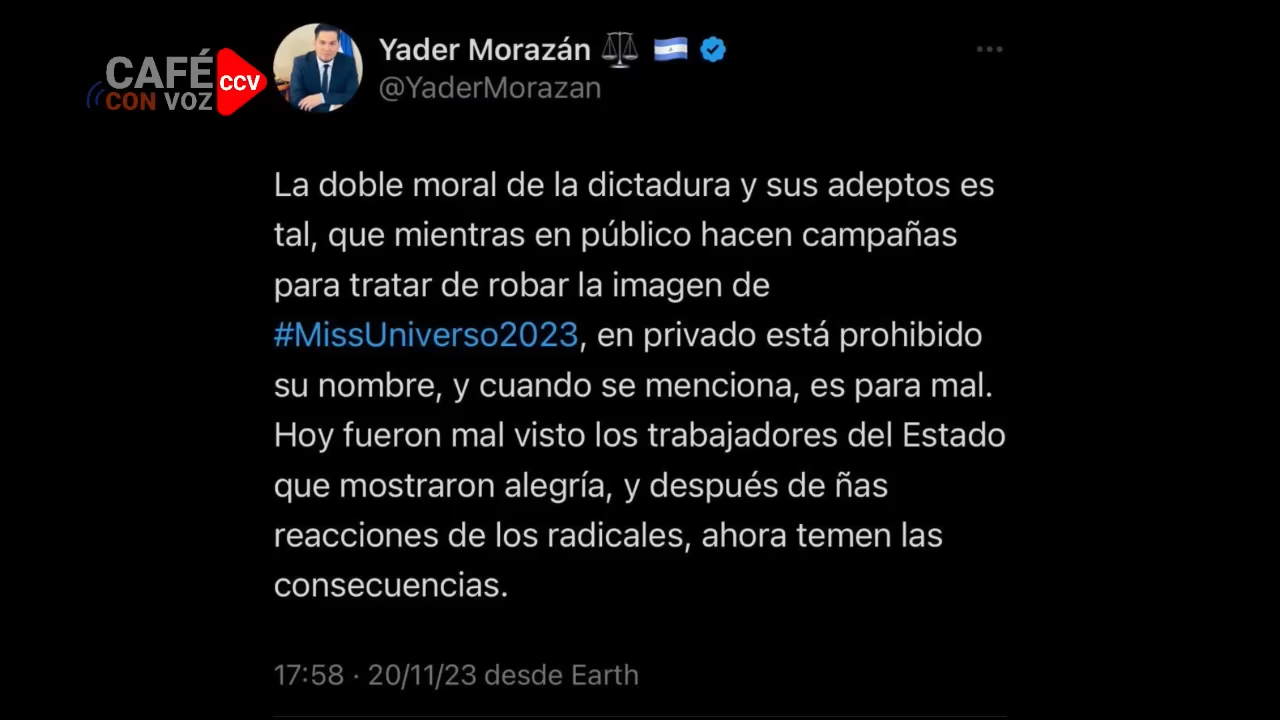 CAFÉ
CON VOZ
CCV
Yader Morazán
@YaderMorazan
La doble moral de la dictadura y sus adeptos es
tal, que mientras en público hacen campañas
para tratar de robar la imagen de
#MissUniverso2023, en privado está prohibido
su nombre, y cuando se menciona, es para mal.
Hoy fueron mal visto los trabajadores del Estado
que mostraron alegría, y después de ñas
reacciones de los radicales, ahora temen las
consecuencias.
17:58 · 20/11/23 desde Earth